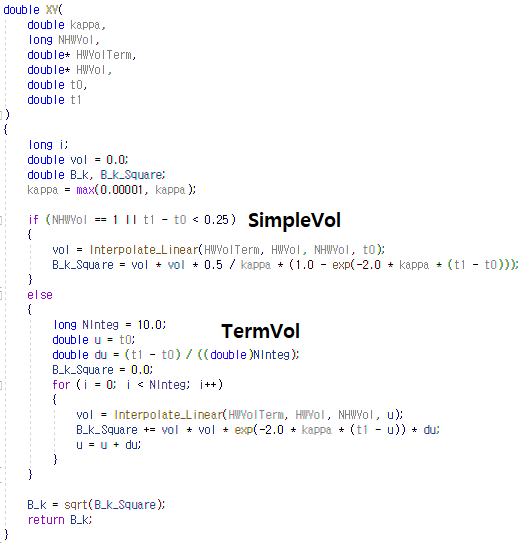 double XV(
    double kappa,
    long NHWVol,
    double* HWVolTerm,
    double* HWVol,
    double t0,
    double t1
)
{
    long i;
    double vol = 0.0;
    double B_k, B_k_Square;
    kappa = max(0.00001, kappa);

    if (NHWVol == 1 || t1 - t0 < 0.25) SimpleVol
    {
        vol = Interpolate_Linear(HWVolTerm, HWVol, NHWVol, t0);
        B_k_Square = vol * vol * 0.5 / kappa * (1.0 - exp(-2.0 * kappa * (t1 - t0)));
    }
    else
    {
        long NInteg = 10.0; TermVol
        double u = t0;
        double du = (t1 - t0) / ((double)NInteg);
        B_k_Square = 0.0;
        for (i = 0; i < NInteg; i++)
        {
            vol = Interpolate_Linear(HWVolTerm, HWVol, NHWVol, u);
            B_k_Square += vol * vol * exp(-2.0 * kappa * (t1 - u)) * du;
            u = u + du;
        }
    }

    B_k = sqrt(B_k_Square);
    return B_k;
}